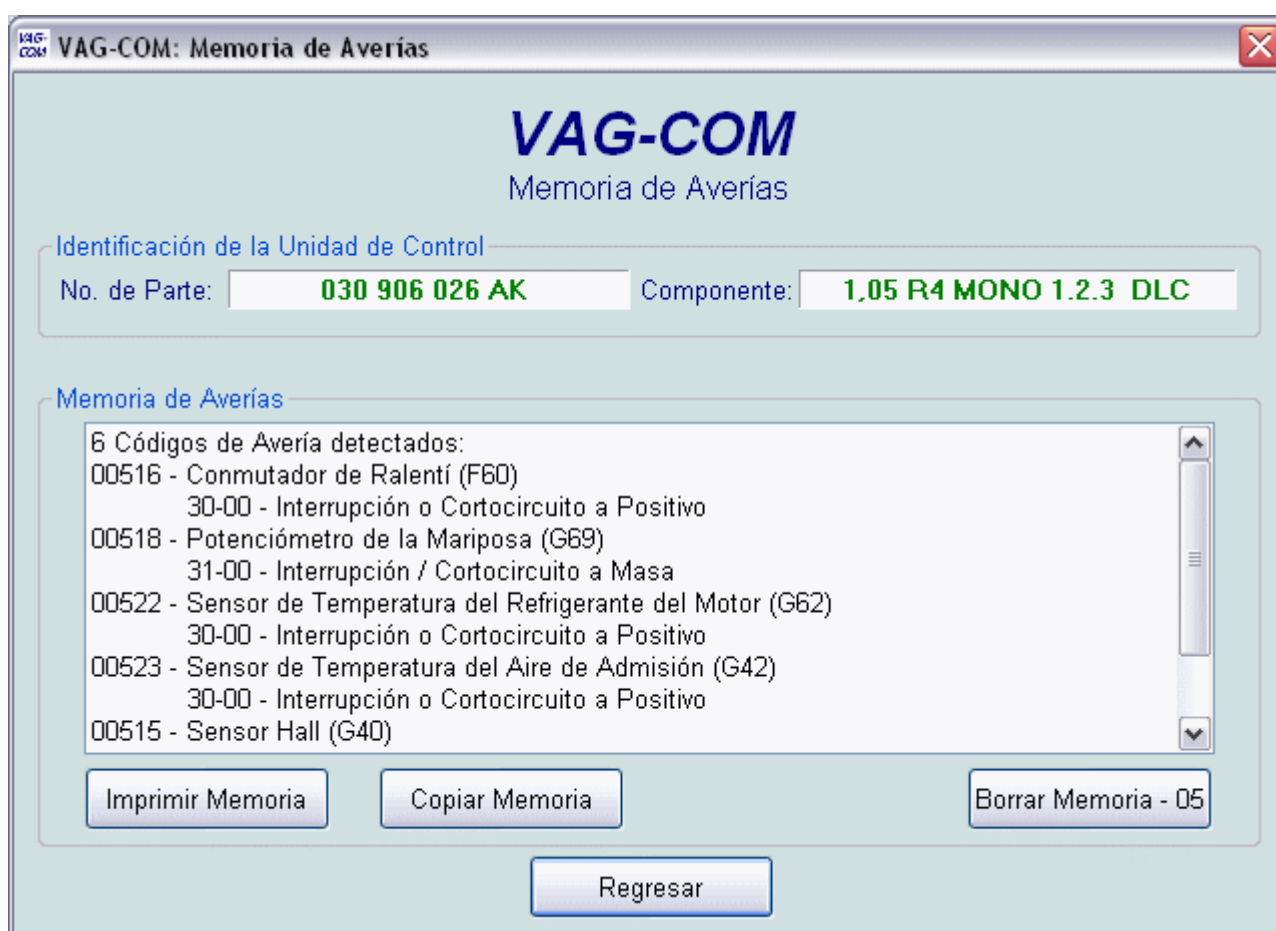 VAG-COM
VAG-COM: Memoria de Averías
VAG-COM
Memoria de Averías
Identificación de la Unidad de Control
No. de Parte: 030 906 026 AK Componente: 1,05 R4 MONO 1.2.3 DLC
Memoria de Averías
6 Códigos de Avería detectados:
00516 - Conmutador de Ralentí (F60)
30-00 - Interrupción o Cortocircuito a Positivo
00518 - Potenciómetro de la Mariposa (G69)
31-00 - Interrupción / Cortocircuito a Masa
00522 - Sensor de Temperatura del Refrigerante del Motor (G62)
30-00 - Interrupción o Cortocircuito a Positivo
00523 - Sensor de Temperatura del Aire de Admisión (G42)
30-00 - Interrupción o Cortocircuito a Positivo
00515 - Sensor Hall (G40)
Imprimir Memoria Copiar Memoria Borrar Memoria - 05
Regresar